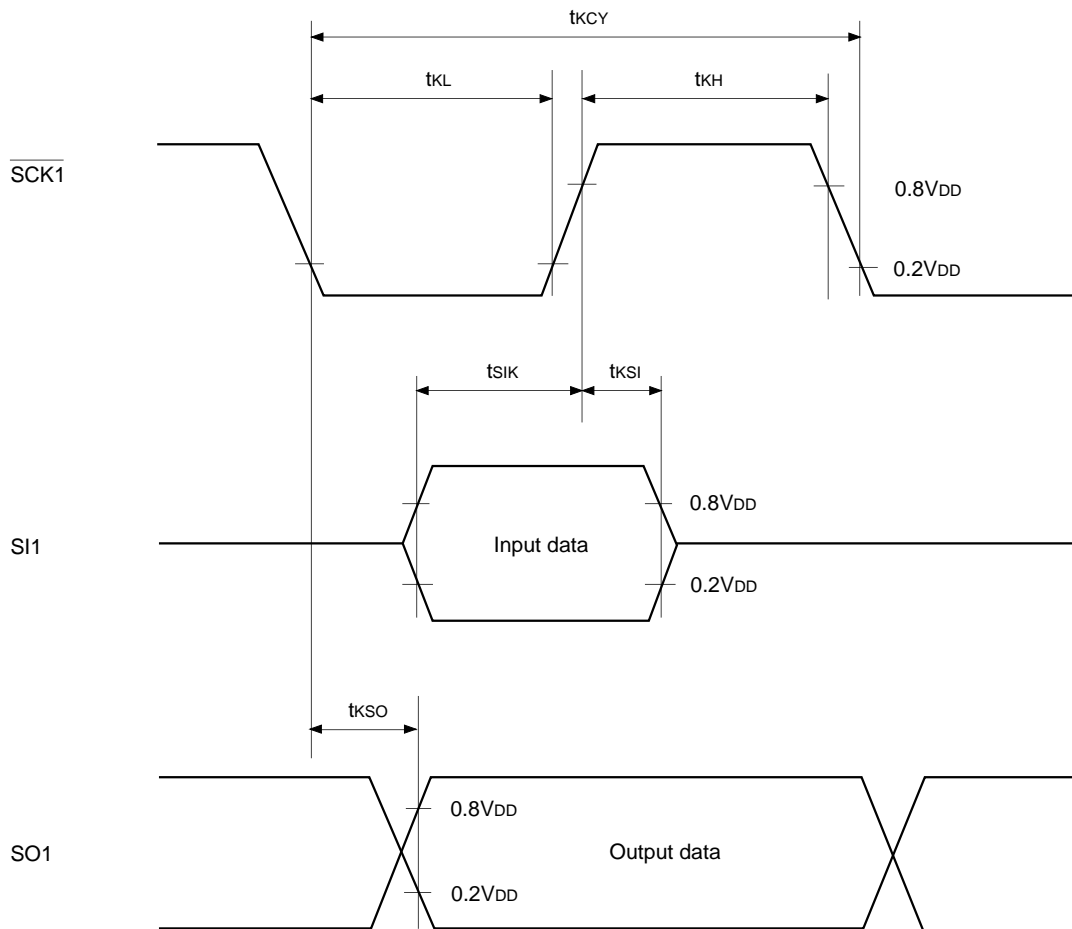 tKCY
tKL
tKH
SCK1
0.8VDD
0.2VDD
tSIK
tKSI
0.8VDD
SI1
Input data
0.2VDD
tKSO
0.8VDD
SO1
Output data
0.2VDD